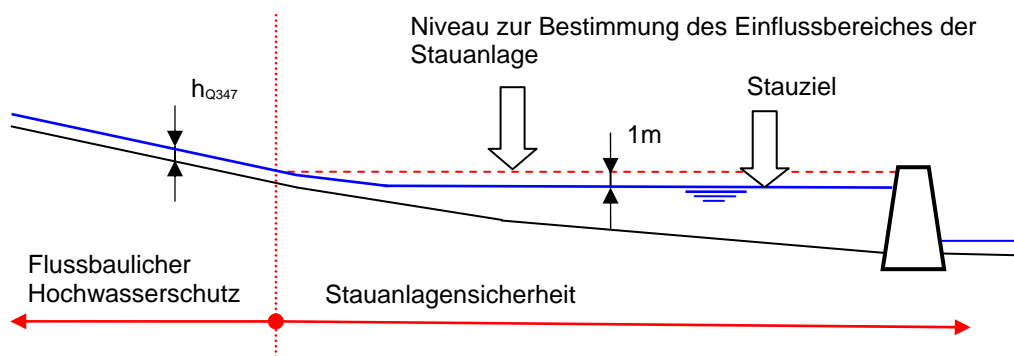 Niveau zur Bestimmung des Einflussbereiches der
Stauanlage
hQ347
Stauziel
1m
Flussbaulicher
Hochwasserschutz
Stauanlagensicherheit